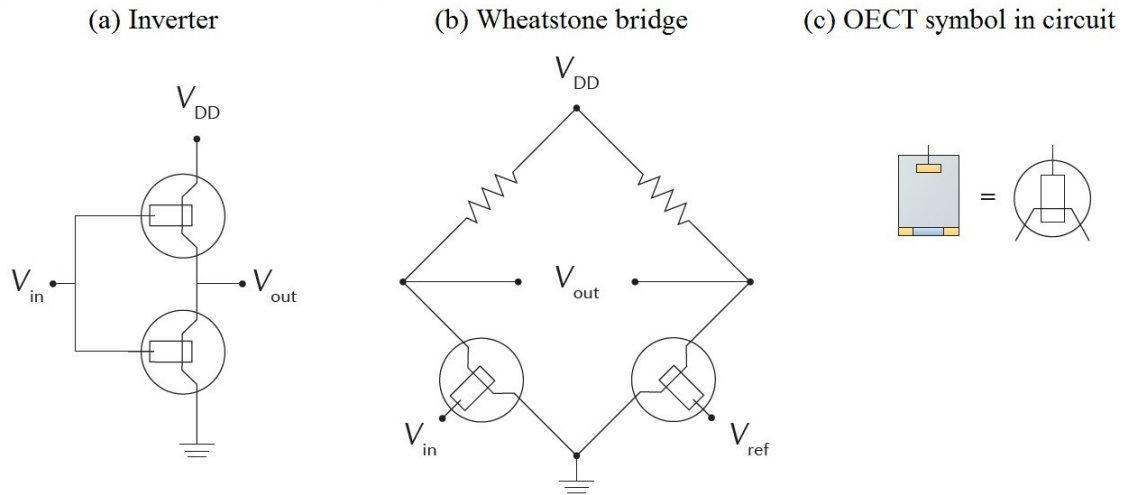 (a) Inverter
(b) Wheatstone bridge
(c) OECT symbol in circuit
VDD
VDD
Vin
Vout
Vout
=
Vin
Vref